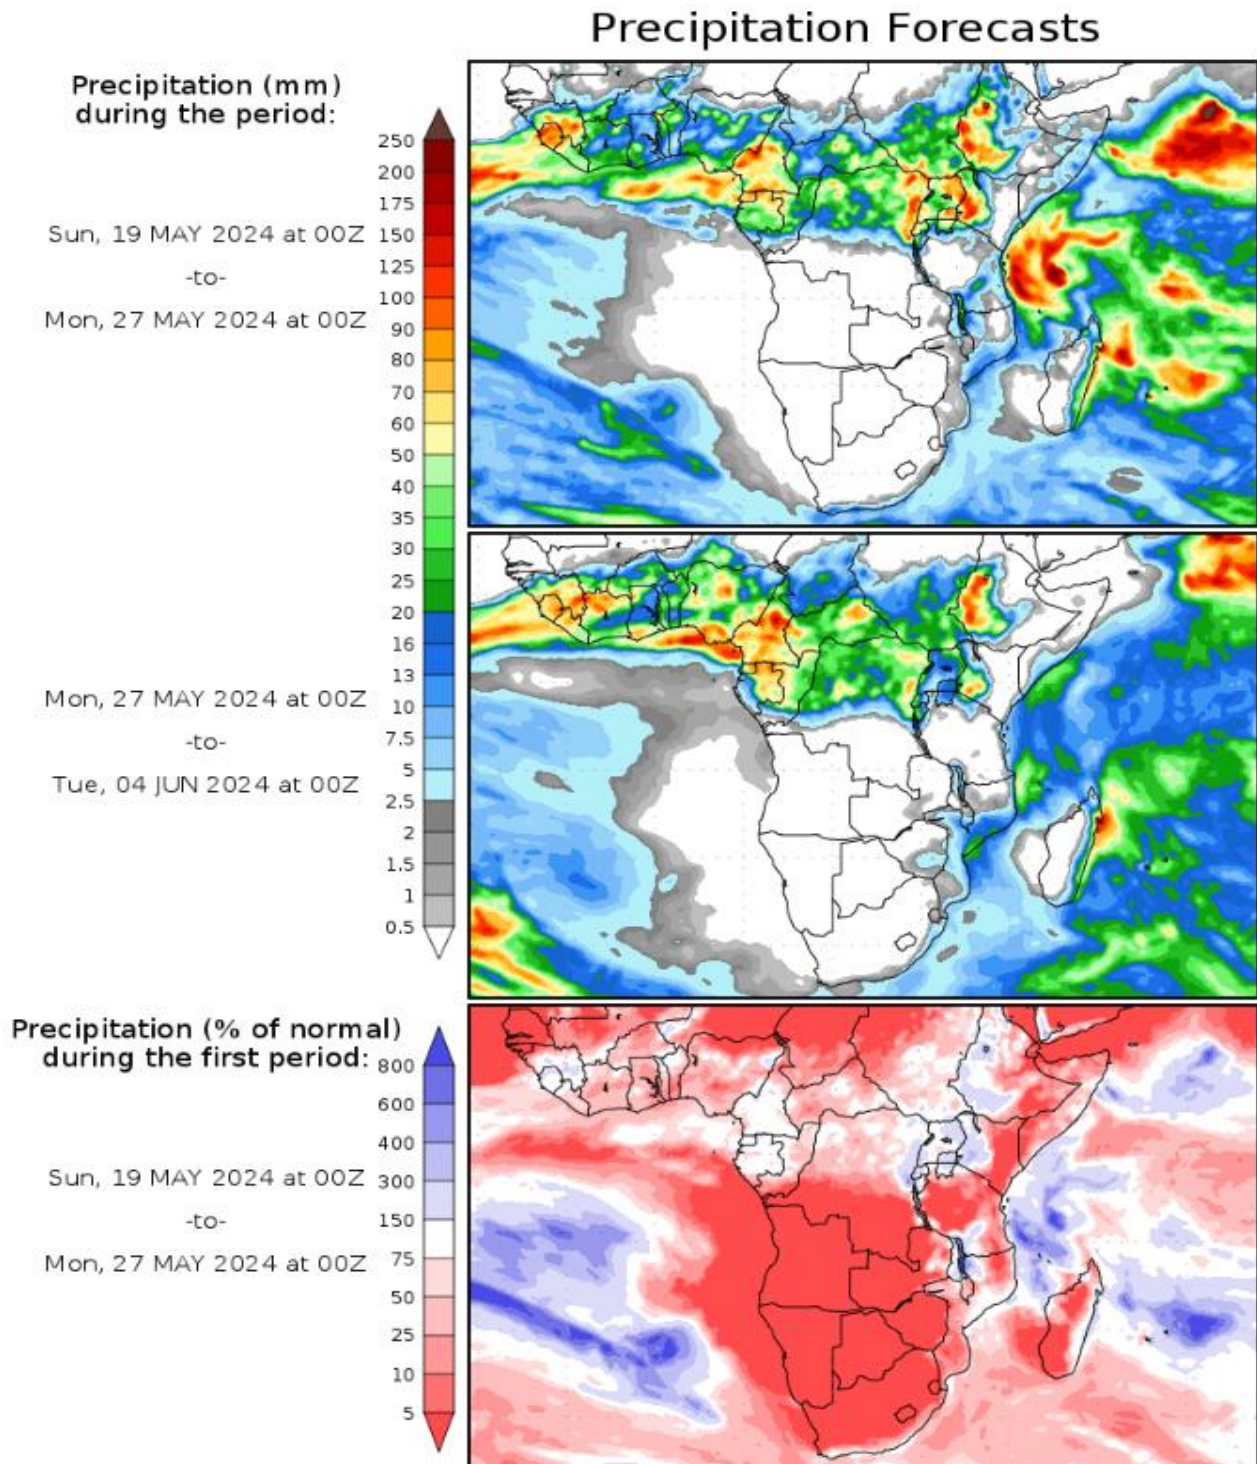 Precipitation Forecasts
Precipitation (mm)
during the period:
250
200
175
150
125
100
90
80
70
60
50
40
35
30
25
20
16
13
10
7.5
5
2.5
2
1.5
1
0.5
Sun, 19 MAY 2024 at 00Z
-to-
Mon, 27 MAY 2024 at 00Z
Mon, 27 MAY 2024 at 00Z
-to-
Tue, 04 JUN 2024 at 00Z
Precipitation (% of normal)
during the first period:
800
600
400
300
150
75
50
25
10
5
Sun, 19 MAY 2024 at 00Z
-to-
Mon, 27 MAY 2024 at 00Z